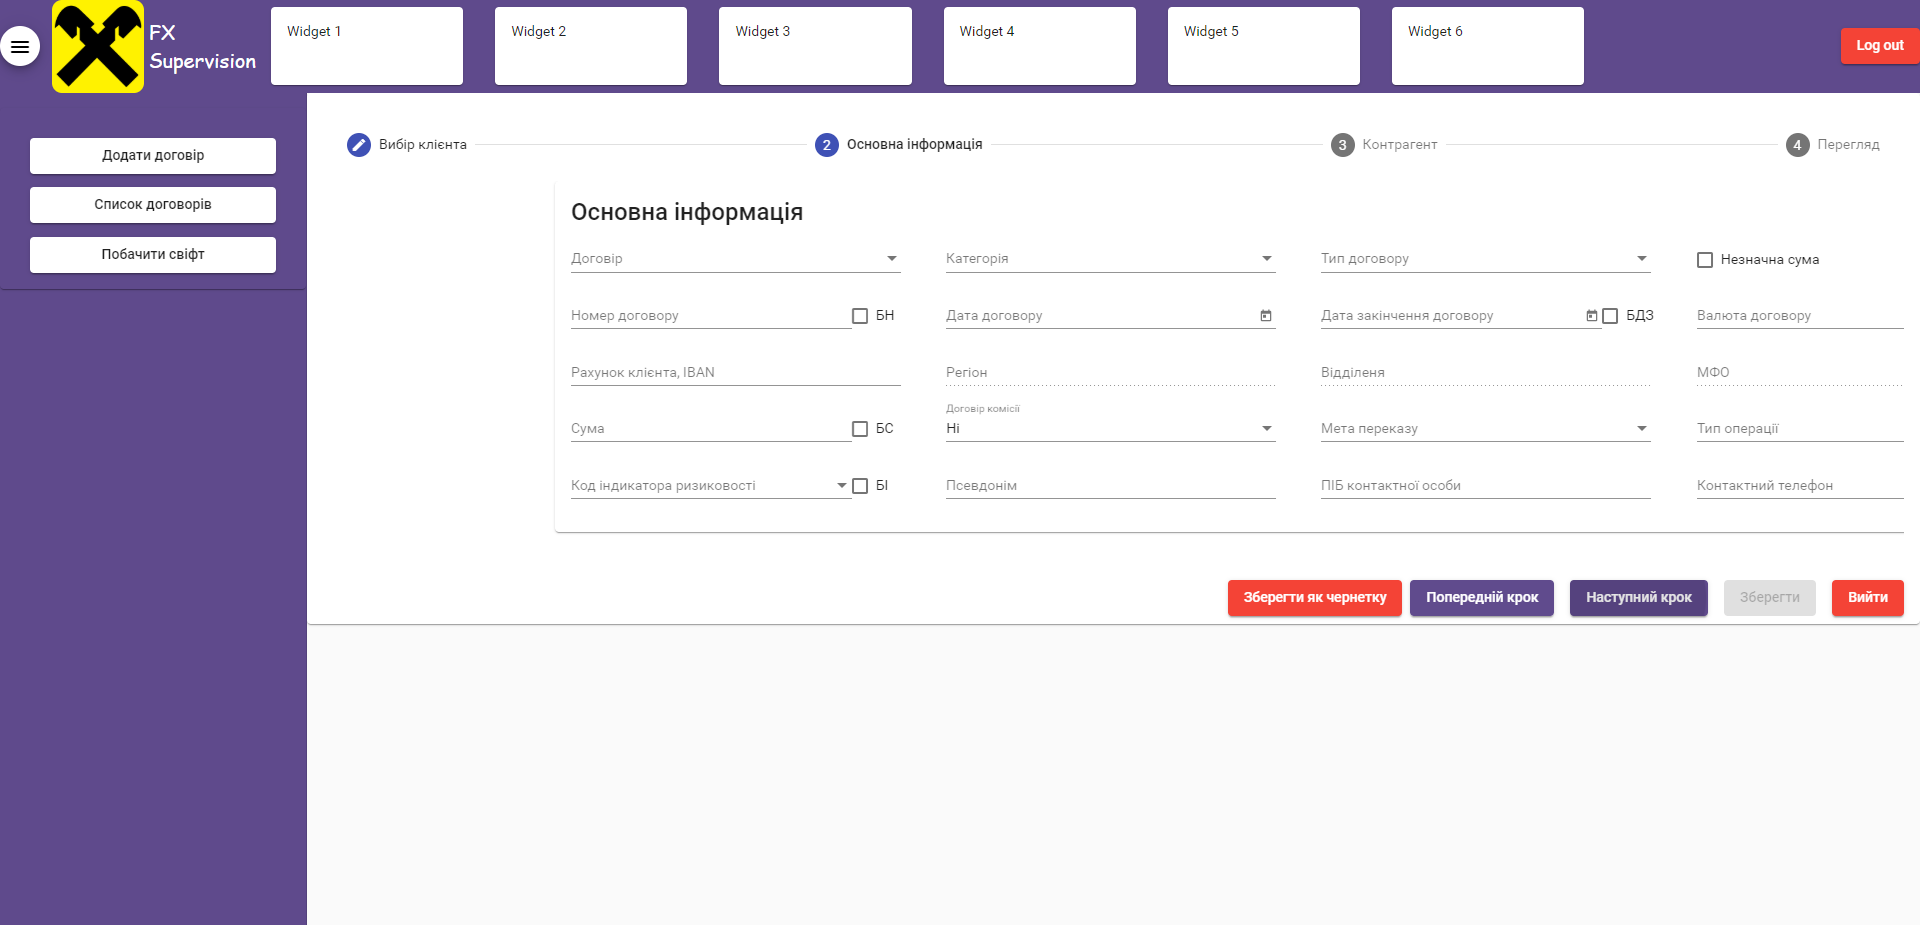 FX
Supervision
Widget 1
Widget 2
Widget 3
Widget 4
Widget 5
Widget 6
Log out
Додати договір
Список договорів
Побачити свіфт
Вибір клієнта
2 Основна інформація
3 Контрагент
4 Перегляд
Основна інформація
Договір
Категорія
Тип договору
Незначна сума
Номер договору
БН
Дата договору
Дата закінчення договору
БДЗ
Валюта договору
Рахунок клієнта, IBAN
Регіон
Відділеня
МФО
Сума
БС
Договір комісії
Ні
Мета переказу
Тип операції
Код індикатора ризиковості
БІ
Псевдонім
ПІБ контактної особи
Контактний телефон
Зберегти як чернетку
Попередній крок
Наступний крок
Зберегти
Вийти